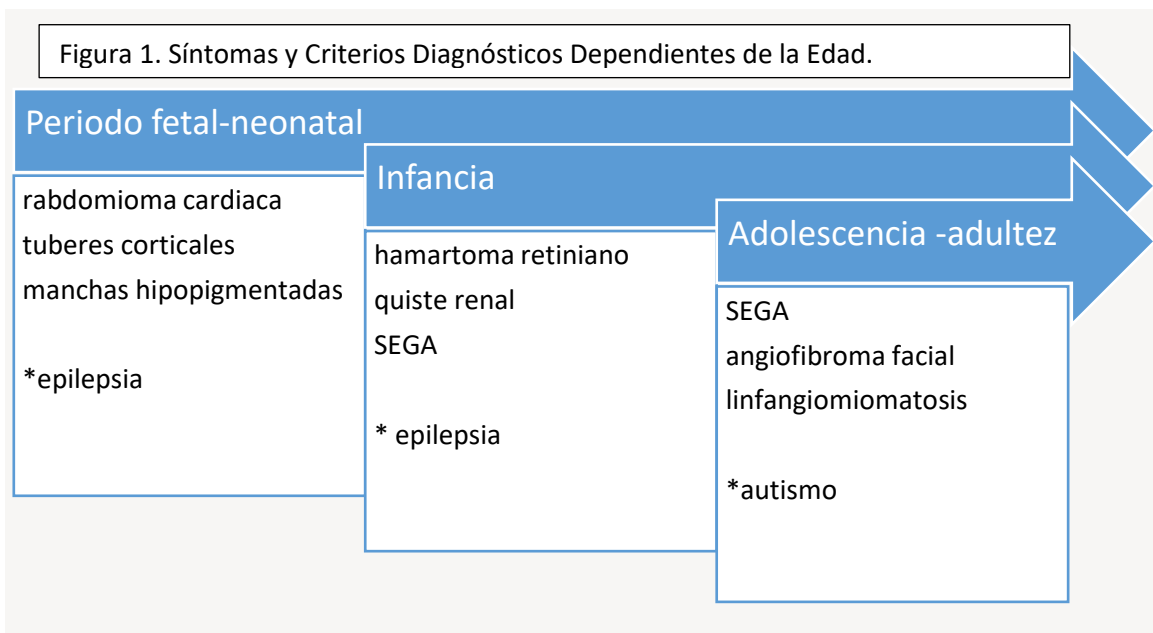 Figura 1. Síntomas y Criterios Diagnósticos Dependientes de la Edad.
Periodo fetal-neonatal
rabdomioma cardiaca
tuberes corticales
manchas hipopigmentadas
*epilepsia
Infancia
hamartoma retiniano
quiste renal
SEGA
* epilepsia
Adolescencia -adultez
SEGA
angiofibroma facial
linfangiomiomatosis
*autismo